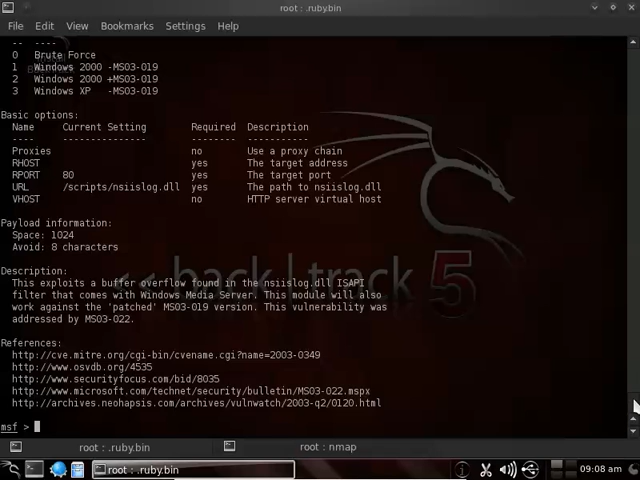 root : .ruby.bin
File Edit View Bookmarks Settings Help
-- ----
0 Brute Force
1 Windows 2000 -MS03-019
2 Windows 2000 +MS03-019
3 Windows XP -MS03-019
Basic options:
Name Current Setting Required Description
---- --------------- -------- -----------
Proxies no Use a proxy chain
RHOST yes The target address
RPORT 80 yes The target port
URL /scripts/nsiislog.dll yes The path to nsiislog.dll
VHOST no HTTP server virtual host
Payload information:
Space: 1024
Avoid: 8 characters
<< back | track 5
Description:
This exploits a buffer overflow found in the nsiislog.dll ISAPI
filter that comes with Windows Media Server. This module will also
work against the 'patched' MS03-019 version. This vulnerability was
addressed by MS03-022.
References:
http://cve.mitre.org/cgi-bin/cvename.cgi?name=2003-0349
http://www.osvdb.org/4535
http://www.securityfocus.com/bid/8035
http://www.microsoft.com/technet/security/bulletin/MS03-022.mspx
http://archives.neohapsis.com/archives/vulnwatch/2003-q2/0120.html
msf >
root : .ruby.bin root : nmap
root : .ruby.bin 09:08 am